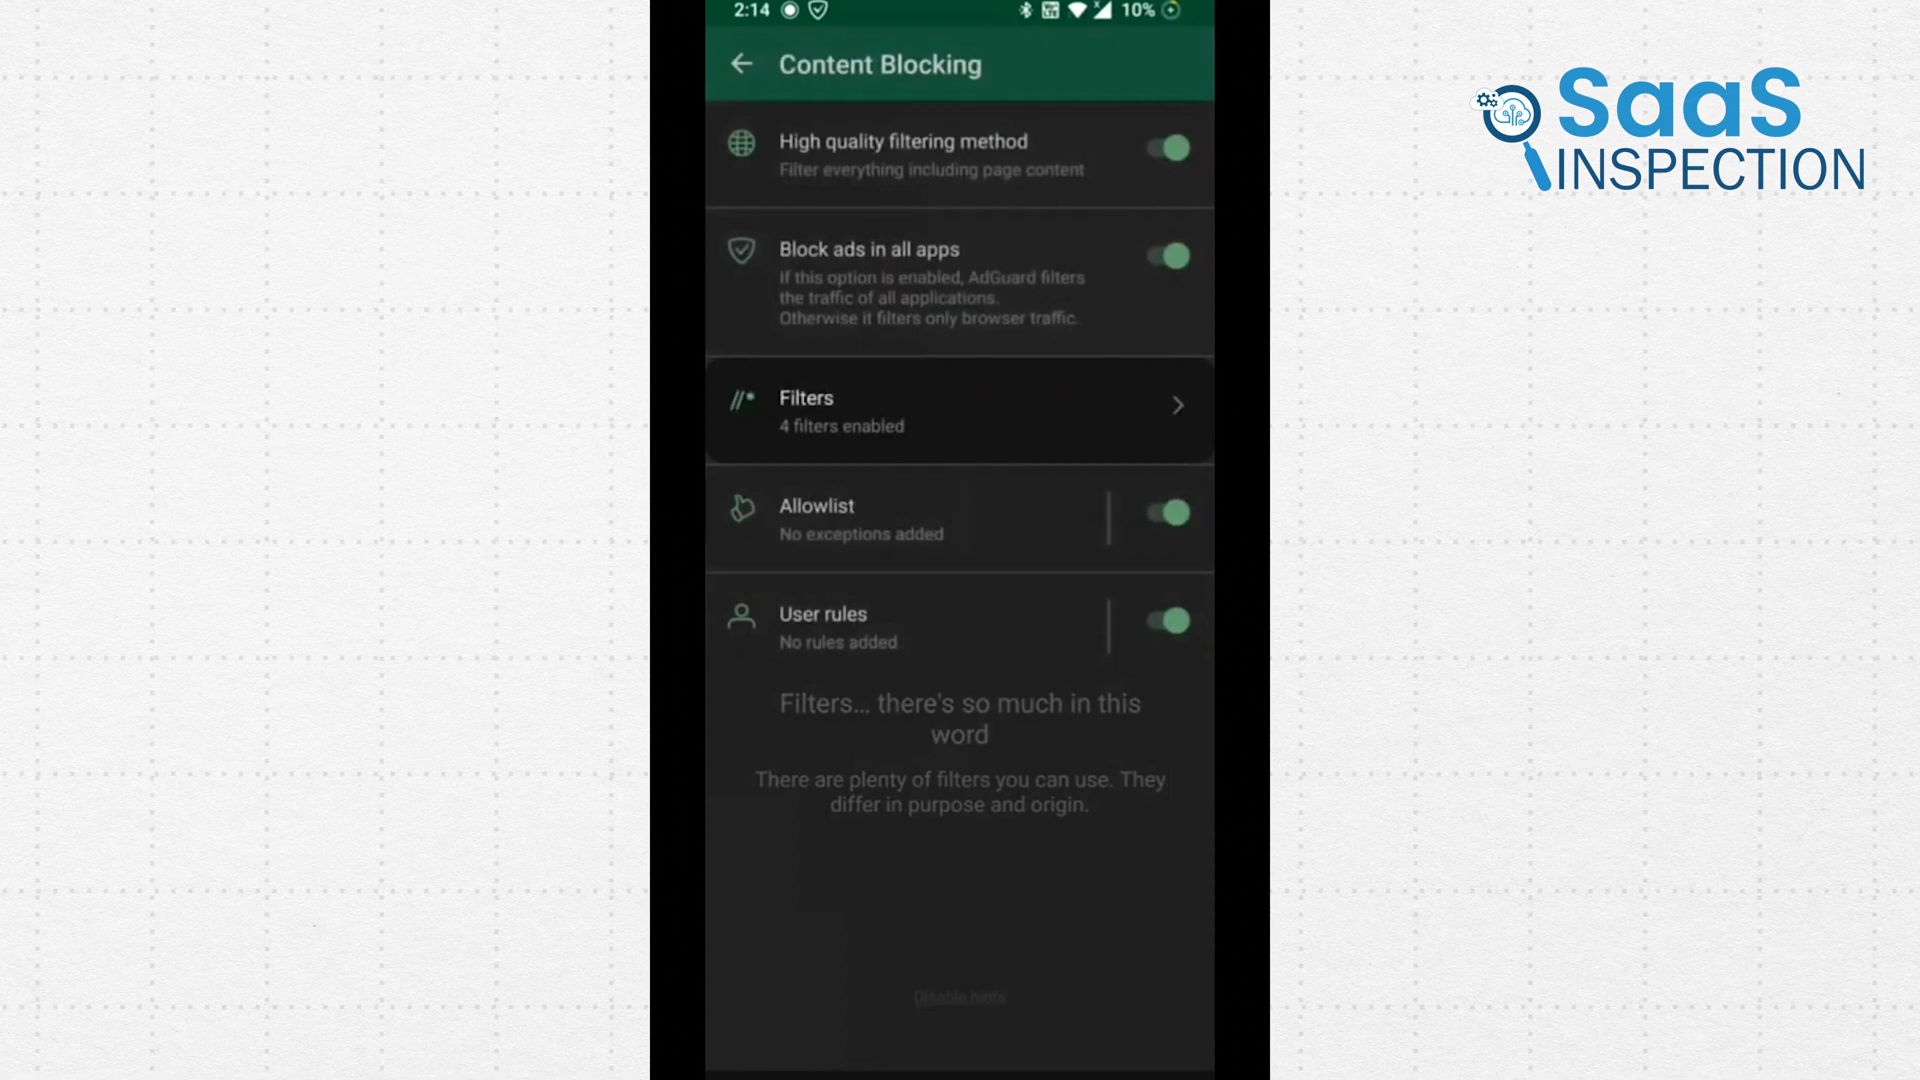 2:14
10%
SaaS
INSPECTION
Content Blocking
High quality filtering method
Filter everything including page content
Block ads in all apps
If this option is enabled, AdGuard filters
the traffic of all applications.
Otherwise it filters only browser traffic.
Filters
4 filters enabled
Allowlist
No exceptions added
User rules
No rules added
Filters... there's so much in this
word
There are plenty of filters you can use. They
differ in purpose and origin.
Disable hints